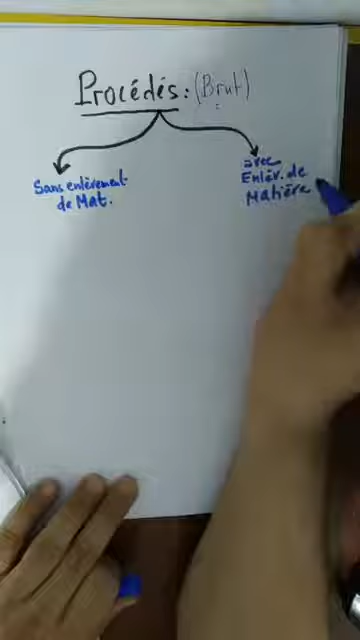 Procédés : (Brut)
Sans enlèvement
de Mat.
avec
Enlèv. de
Matière